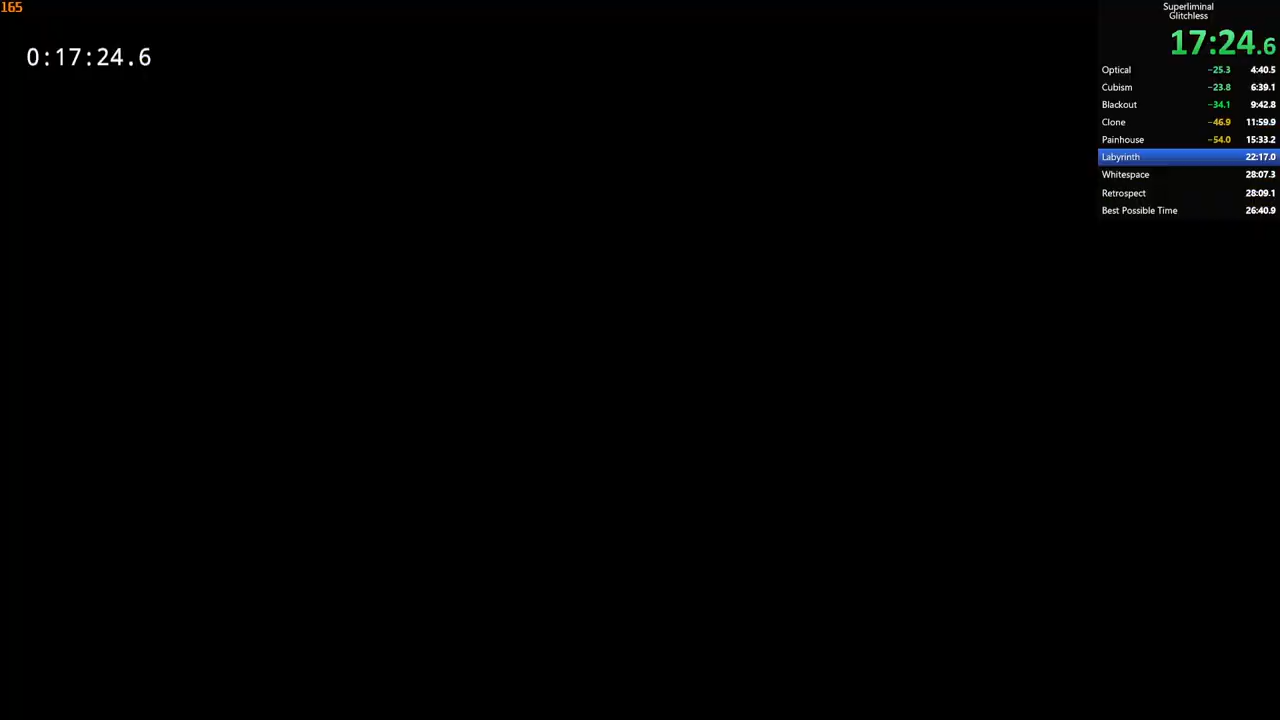 165
0:17:24.6
Superliminal
Glitchless
17:24.6
Optical -25.3 4:40.5
Cubism -23.8 6:39.1
Blackout -34.1 9:42.8
Clone -46.9 11:59.9
Painhouse -54.0 15:33.2
Labyrinth 22:17.0
Whitespace 28:07.3
Retrospect 28:09.1
Best Possible Time 26:40.9